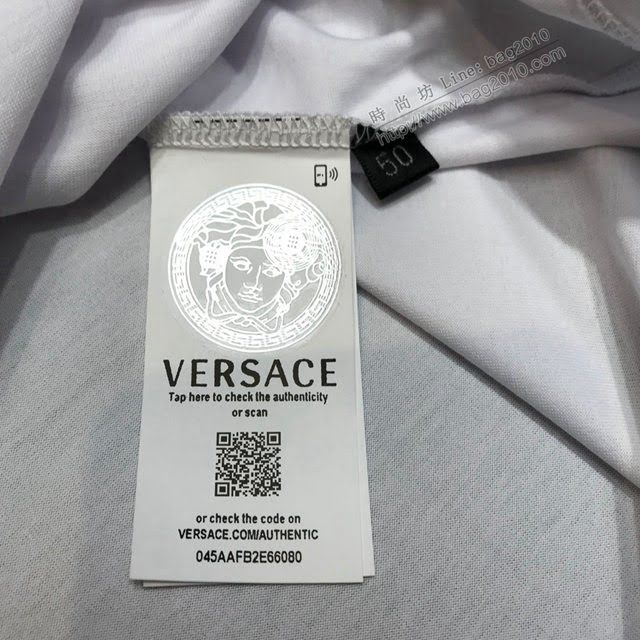 時尚坊 Line: bag2010
http://www.bag2010.com
50
VERSACE
Tap here to check the authenticity
or scan
or check the code on
VERSACE.COM/AUTHENTIC
045AAFB2E66080